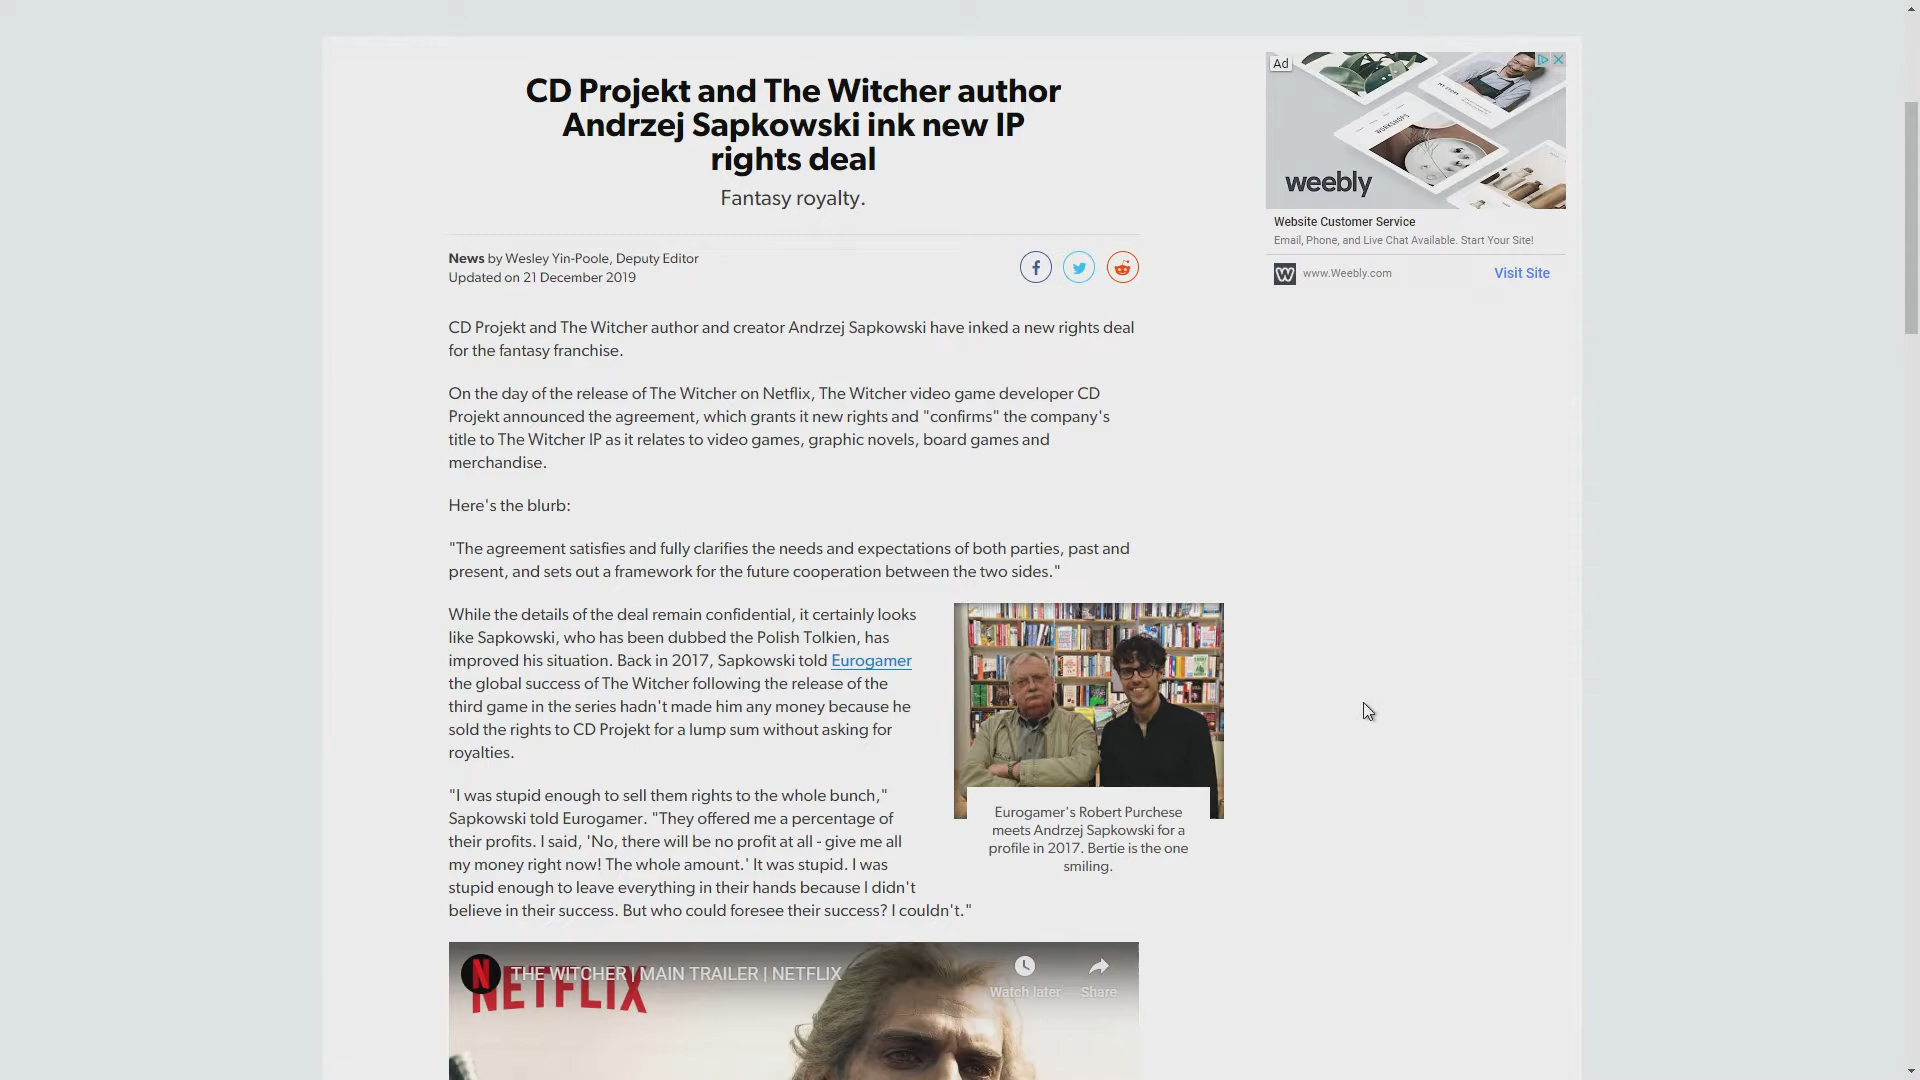 CD Projekt and The Witcher author
Andrzej Sapkowski ink new IP
rights deal
Fantasy royalty.
News by Wesley Yin-Poole, Deputy Editor
Updated on 21 December 2019
CD Projekt and The Witcher author and creator Andrzej Sapkowski have inked a new rights deal
for the fantasy franchise.
On the day of the release of The Witcher on Netflix, The Witcher video game developer CD
Projekt announced the agreement, which grants it new rights and "confirms" the company's
title to The Witcher IP as it relates to video games, graphic novels, board games and
merchandise.
Here's the blurb:
"The agreement satisfies and fully clarifies the needs and expectations of both parties, past and
present, and sets out a framework for the future cooperation between the two sides."
While the details of the deal remain confidential, it certainly looks
like Sapkowski, who has been dubbed the Polish Tolkien, has
improved his situation. Back in 2017, Sapkowski told Eurogamer
the global success of The Witcher following the release of the
third game in the series hadn't made him any money because he
sold the rights to CD Projekt for a lump sum without asking for
royalties.
"I was stupid enough to sell them rights to the whole bunch,"
Sapkowski told Eurogamer. "They offered me a percentage of
their profits. I said, 'No, there will be no profit at all - give me all
my money right now! The whole amount.' It was stupid. I was
stupid enough to leave everything in their hands because I didn't
believe in their success. But who could foresee their success? I couldn't."
Eurogamer's Robert Purchese
meets Andrzej Sapkowski for a
profile in 2017. Bertie is the one
smiling.
THE WITCHER | MAIN TRAILER | NETFLIX
Watch later
Share
NETFLIX
Ad
MY STORY
WORKSHOPS
weebly
Website Customer Service
Email, Phone, and Live Chat Available. Start Your Site!
www.Weebly.com
Visit Site